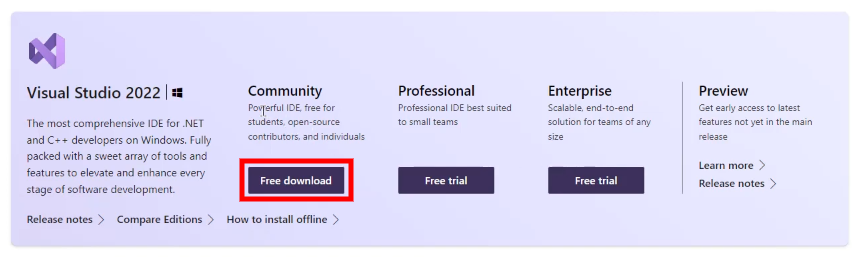 Visual Studio 2022
The most comprehensive IDE for .NET
and C++ developers on Windows. Fully
packed with a sweet array of tools and
features to elevate and enhance every
stage of software development.
Release notes
Compare Editions
How to install offline
Community
Powerful IDE, free for
students, open-source
contributors, and individuals
Free download
Professional
Professional IDE best suited
to small teams
Free trial
Enterprise
Scalable, end-to-end
solution for teams of any
size
Free trial
Preview
Get early access to latest
features not yet in the main
release
Learn more
Release notes